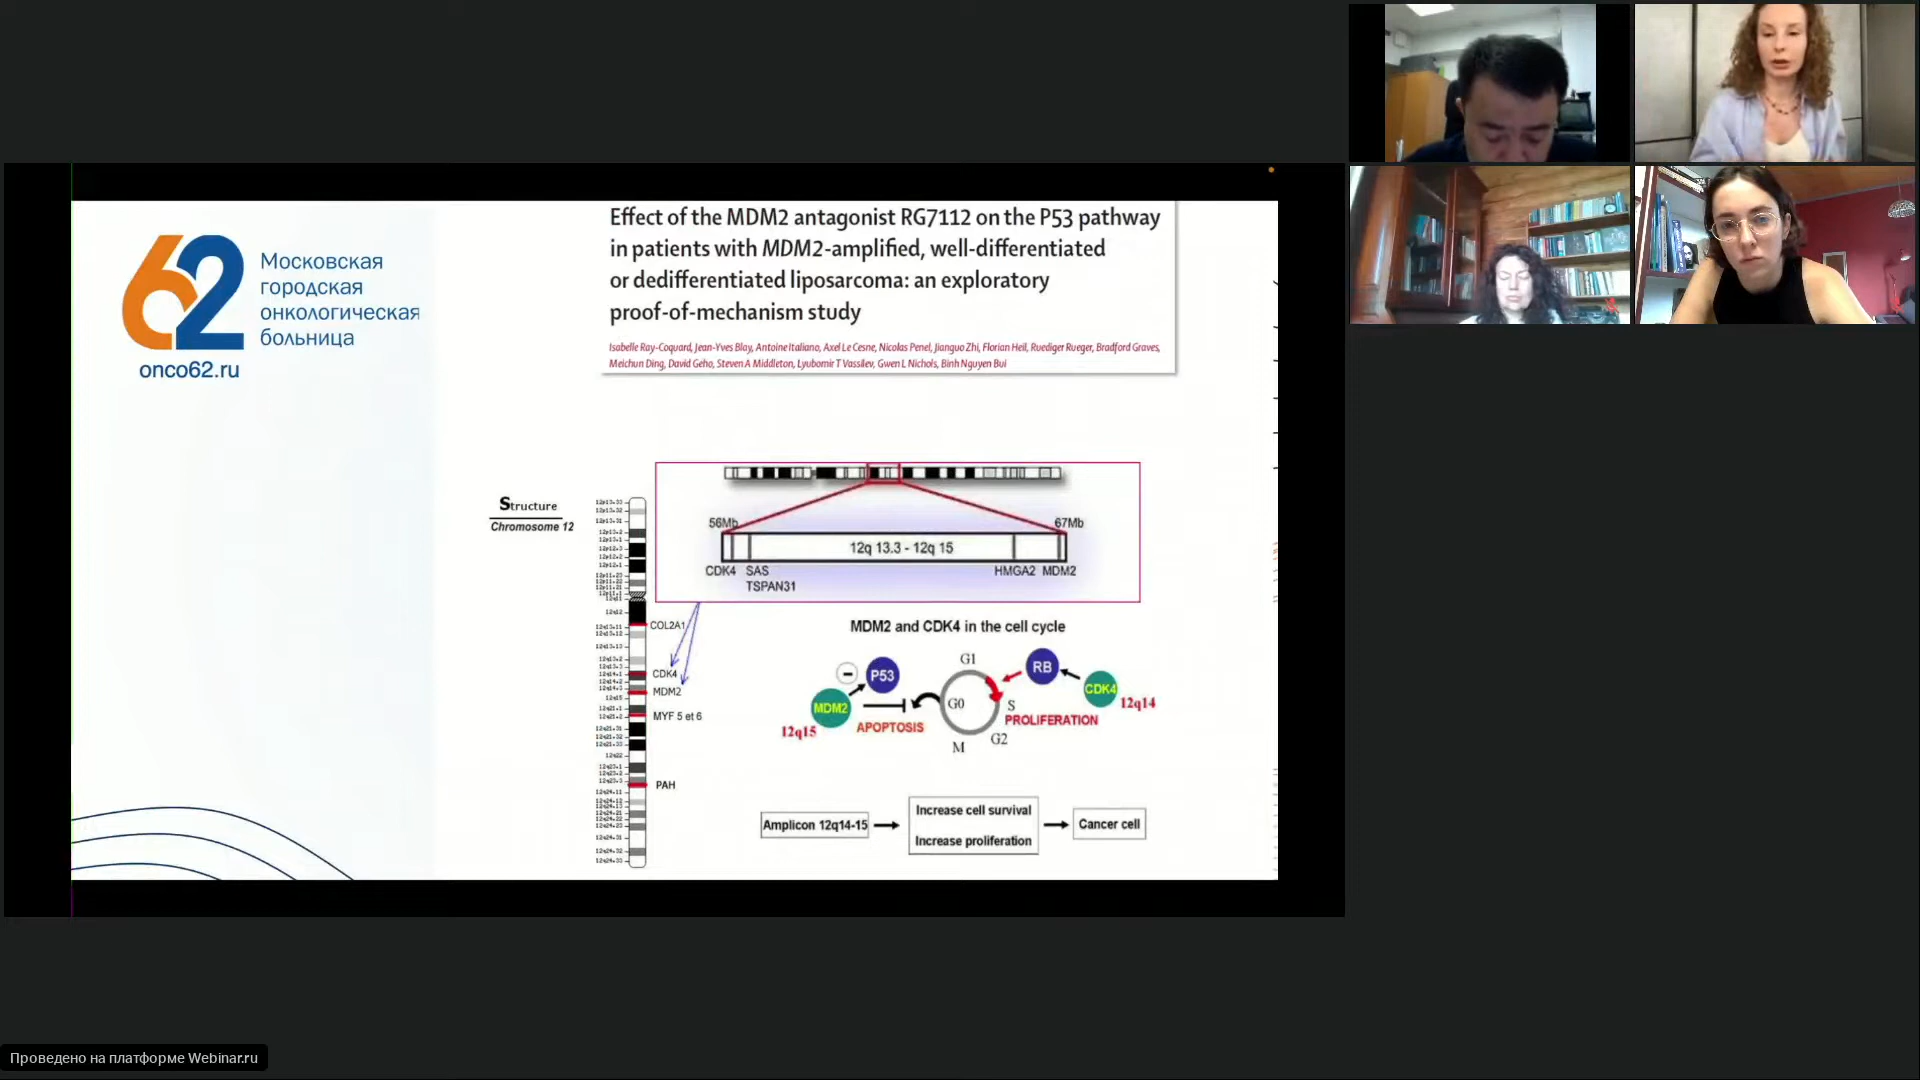 62
Московская
городская
онкологическая
больница
onco62.ru
Effect of the MDM2 antagonist RG7112 on the P53 pathway
in patients with MDM2-amplified, well-differentiated
or dedifferentiated liposarcoma: an exploratory
proof-of-mechanism study
Isabelle Ray-Coquard, Jean-Yves Blay, Antoine Italiano, Axel Le Cesne, Nicolas Penel, Jianguo Zhi, Florian Heil, Ruediger Rueger, Bradford Graves,
Meichun Ding, David Geho, Steven A Middleton, Lyubomir T Vassilev, Gwen L Nichols, Binh Nguyen Bui
Structure
Chromosome 12
COL2A1
CDK4
MDM2
MYF 5 et 6
PAH
56Mb
67Mb
12q 13.3 - 12q 15
CDK4 SAS HMGA2 MDM2
TSPAN31
MDM2 and CDK4 in the cell cycle
G1
RB
P53
CDK4
MDM2
G0
S
12q14
12q15
APOPTOSIS
PROLIFERATION
G2
M
Amplicon 12q14-15
Increase cell survival
Increase proliferation
Cancer cell
Проведено на платформе Webinar.ru